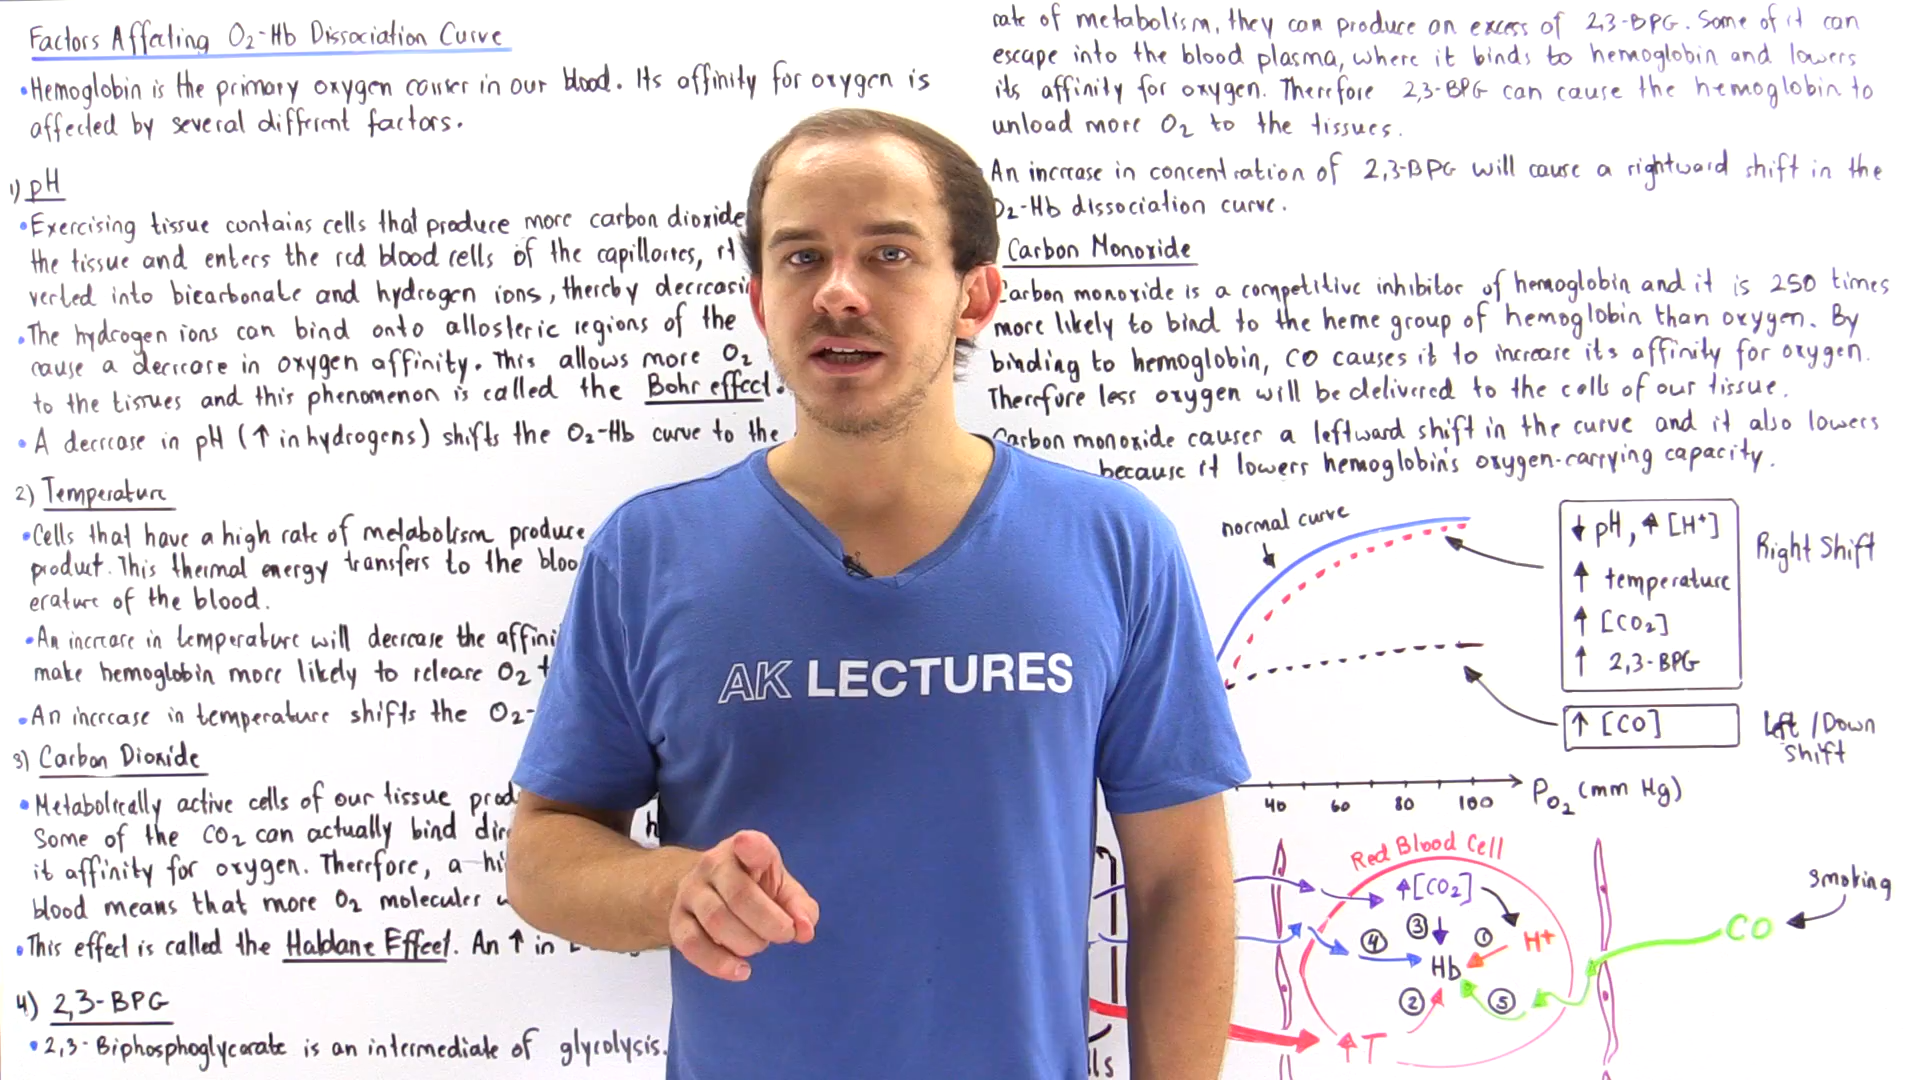 Factors Affecting O2-Hb Dissociation Curve
•Hemoglobin is the primary oxygen carrier in our blood. Its affinity for oxygen is
affected by several different factors.
1) pH
•Exercising tissue contains cells that produce more carbon dioxide
the tissue and enters the red blood cells of the capillaries, it
verted into bicarbonate and hydrogen ions, thereby decreasin
•The hydrogen ions can bind onto allosteric regions of the
cause a decrease in oxygen affinity. This allows more O2
to the tissues and this phenomenon is called the Bohr effect.
• A decrease in pH (↑ in hydrogens) shifts the O2-Hb curve to the
2) Temperature
•Cells that have a high rate of metabolism produce
product. This thermal energy transfers to the bloo
erature of the blood.
•An increase in temperature will decrease the affini
make hemoglobin more likely to release O2 t
•An increase in temperature shifts the O2-
3) Carbon Dioxide
•Metabolically active cells of our tissue prod
Some of the CO2 can actually bind dir
it affinity for oxygen. Therefore, a hi
blood means that more O2 molecules
•This effect is called the Haldane Effect. An ↑ in
4) 2,3-BPG
•2,3-Biphosphoglycerate is an intermediate of glycolysis.
rate of metabolism, they can produce an excess of 2,3-BPG. Some of it can
escape into the blood plasma, where it binds to hemoglobin and lowers
its affinity for oxygen. Therefore 2,3-BPG can cause the hemoglobin to
unload more O2 to the tissues.
An increase in concentration of 2,3-BPG will cause a rightward shift in the
O2-Hb dissociation curve.
Carbon Monoxide
Carbon monoxide is a competitive inhibitor of hemoglobin and it is 250 times
more likely to bind to the heme group of hemoglobin than oxygen. By
binding to hemoglobin, CO causes it to increase its affinity for oxygen.
Therefore less oxygen will be delivered to the cells of our tissue.
Carbon monoxide causes a leftward shift in the curve and it also lowers
because it lowers hemoglobin's oxygen-carrying capacity.
normal curve
↓ pH, ↑ [H+]
↑ temperature
↑ [CO2]
↑ 2,3-BPG
Right Shift
↑ [CO]
Left/Down
Shift
40 60 80 100 PO2 (mm Hg)
Red Blood Cell
↑[CO2]
3
4
1
H+
Hb
2
5
↑T
CO
smoking
lls
AK LECTURES